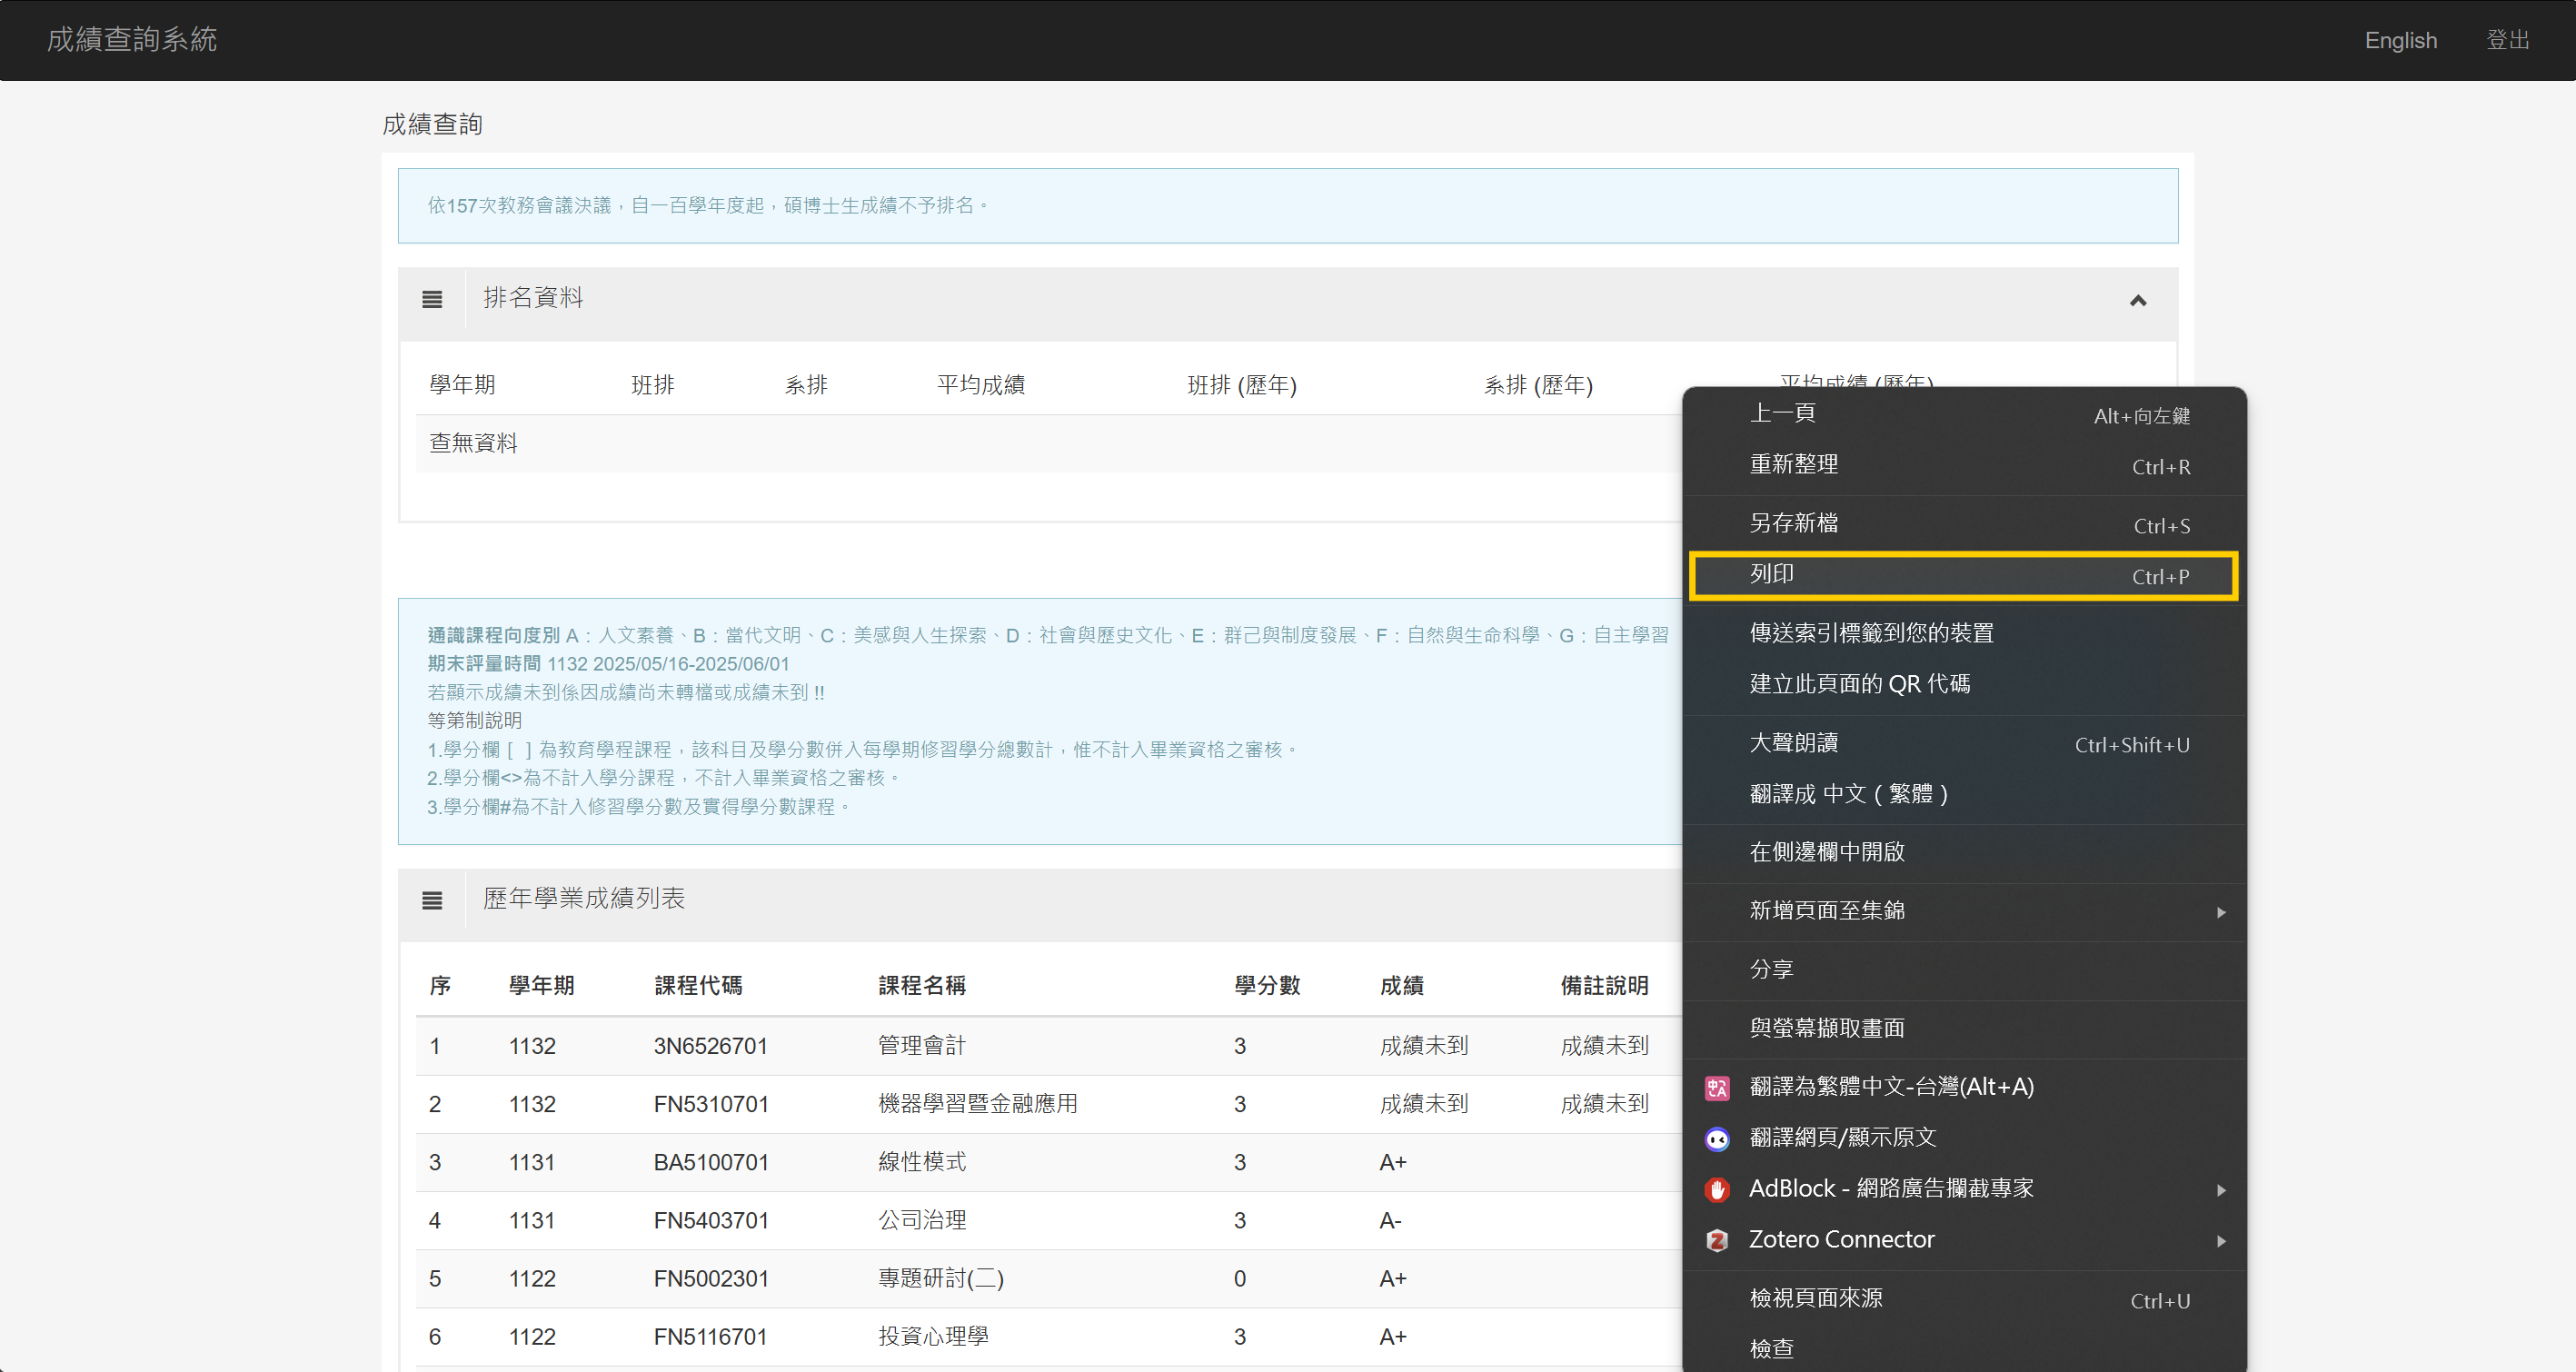 成績查詢系統 English 登出
成績查詢
依157次教務會議決議，自一百學年度起，碩博士生成績不予排名。
排名資料
學年期 班排 系排 平均成績 班排 (歷年) 系排 (歷年) 平均成績 (歷年)
查無資料
通識課程向度別 A：人文素養、B：當代文明、C：美感與人生探索、D：社會與歷史文化、E：群己與制度發展、F：自然與生命科學、G：自主學習
期末評量時間 1132 2025/05/16-2025/06/01
若顯示成績未到係因成績尚未轉檔或成績未到 !!
等第制說明
1.學分欄［ ］為教育學程課程，該科目及學分數併入每學期修習學分總數計，惟不計入畢業資格之審核。
2.學分欄<>為不計入學分課程，不計入畢業資格之審核。
3.學分欄#為不計入修習學分數及實得學分數課程。
歷年學業成績列表
序 學年期 課程代碼 課程名稱 學分數 成績 備註說明
1 1132 3N6526701 管理會計 3 成績未到 成績未到
2 1132 FN5310701 機器學習暨金融應用 3 成績未到 成績未到
3 1131 BA5100701 線性模式 3 A+
4 1131 FN5403701 公司治理 3 A-
5 1122 FN5002301 專題研討(二) 0 A+
6 1122 FN5116701 投資心理學 3 A+
上一頁 Alt+向左鍵
重新整理 Ctrl+R
另存新檔 Ctrl+S
列印 Ctrl+P
傳送索引標籤到您的裝置
建立此頁面的 QR 代碼
大聲朗讀 Ctrl+Shift+U
翻譯成 中文（繁體）
在側邊欄中開啟
新增頁面至集錦
分享
與螢幕擷取畫面
翻譯為繁體中文-台灣(Alt+A)
翻譯網頁/顯示原文
AdBlock - 網路廣告攔截專家
Zotero Connector
檢視頁面來源 Ctrl+U
檢查